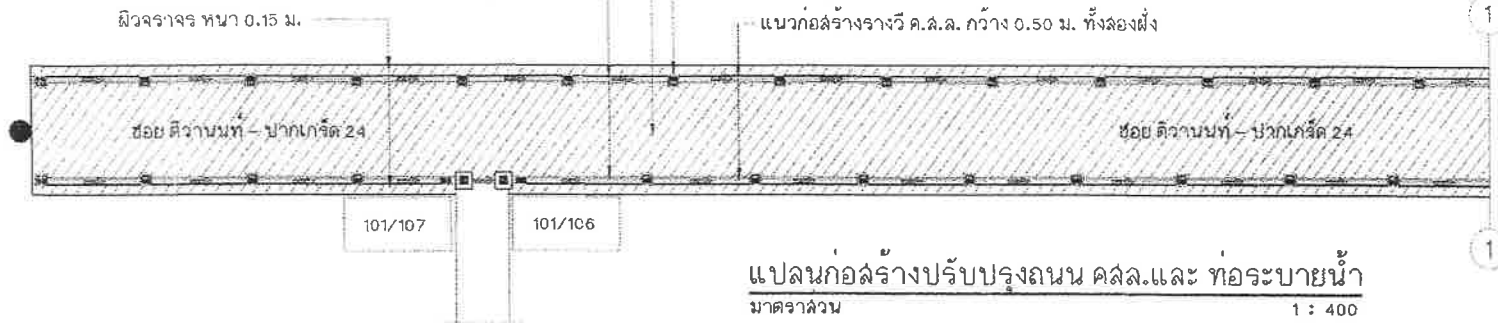 ผิวจราจร หนา 0.15 ม.
แนวก่อสร้างรางวี ค.ส.ล. กว้าง 0.50 ม. ทั้งสองฝั่ง
1
ซอย ติวานนท์ – ปากเกร็ด 24
1
ซอย ติวานนท์ – ปากเกร็ด 24
101/107
101/106
1
แปลนก่อสร้างปรับปรุงถนน คสล.และ ท่อระบายน้ำ
มาตราส่วน 1 : 400